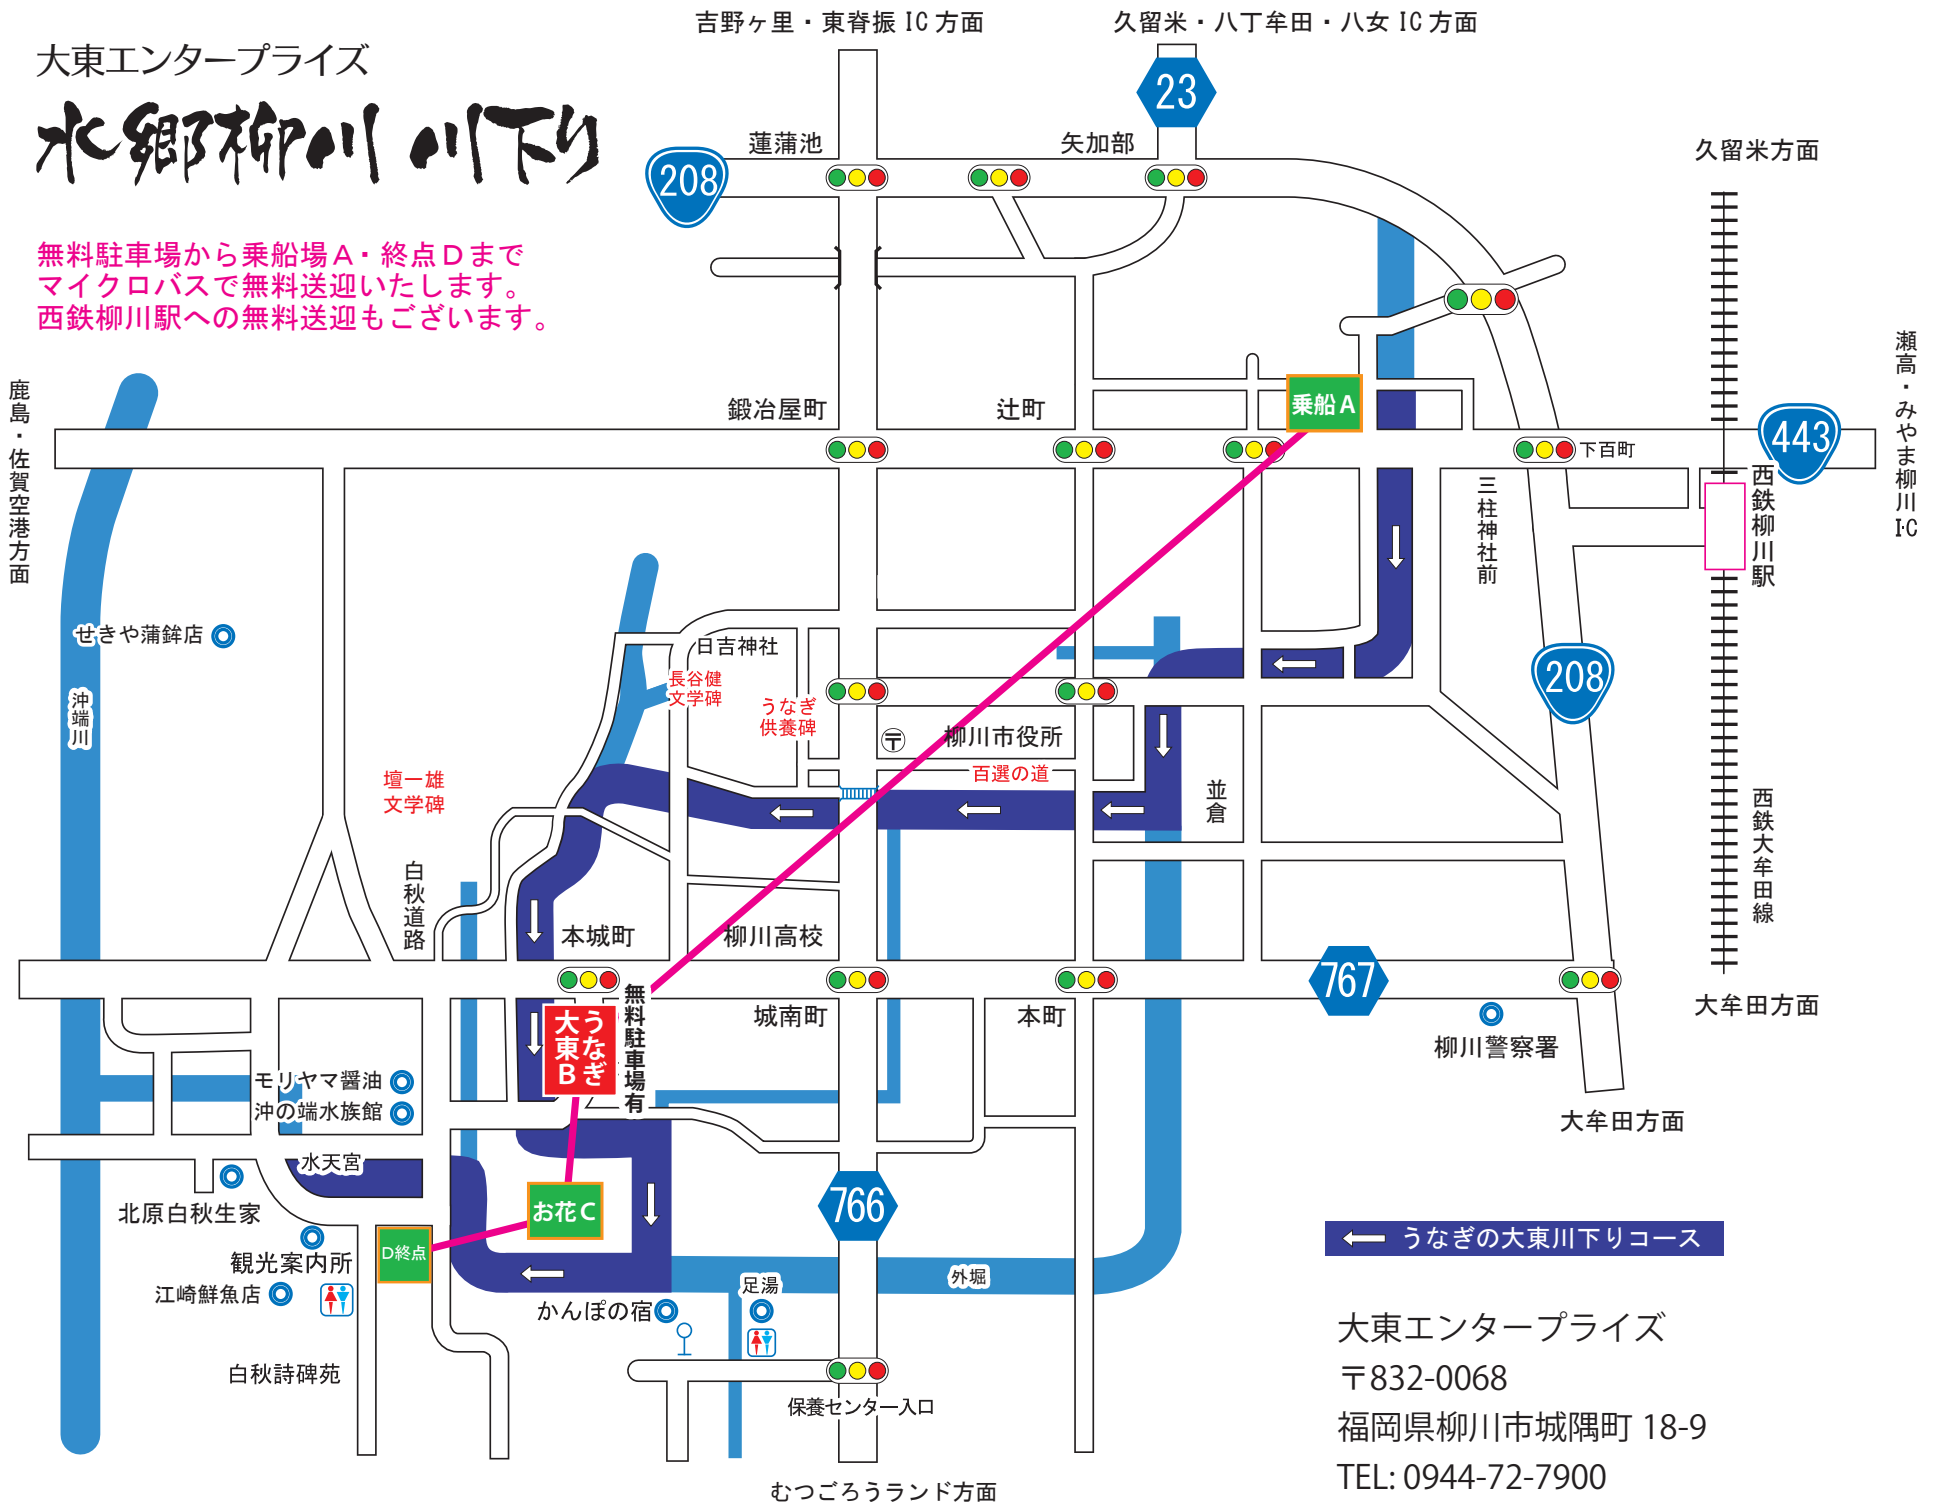 吉野ヶ里・東脊振 IC 方面
久留米・八丁牟田・八女 IC 方面
大東エンタープライズ
水郷柳川 川下り
23
蓮蒲池
矢加部
208
久留米方面
無料駐車場から乗船場A・終点Dまで
マイクロバスで無料送迎いたします。
西鉄柳川駅への無料送迎もございます。
鹿島・佐賀空港方面
瀬高・みやま柳川I・C
鍛冶屋町
辻町
乗船A
443
下百町
西鉄柳川駅
三柱神社前
せきや蒲鉾店
日吉神社
長谷健
文学碑
うなぎ
供養碑
208
沖端川
〒
柳川市役所
百選の道
壇一雄
文学碑
並倉
西鉄大牟田線
白秋道路
本城町
柳川高校
767
無料駐車場有
うなぎ
大東B
城南町
本町
大牟田方面
柳川警察署
モリヤマ醤油
沖の端水族館
大牟田方面
水天宮
北原白秋生家
お花C
766
D終点
観光案内所
江崎鮮魚店
かんぽの宿
足湯
外堀
うなぎの大東川下りコース
白秋詩碑苑
保養センター入口
むつごろうランド方面
大東エンタープライズ
〒832-0068
福岡県柳川市城隅町 18-9
TEL: 0944-72-7900